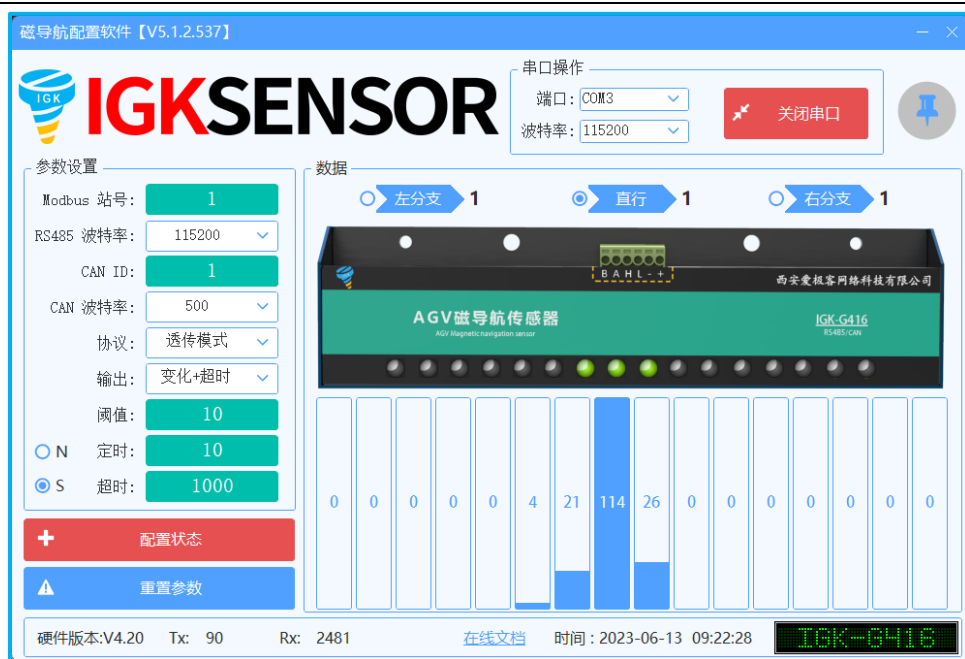 磁导航配置软件【V5.1.2.537】
IGK
IGKSENSOR
串口操作
端口: COM3
波特率: 115200
关闭串口
参数设置
Modbus 站号: 1
RS485 波特率: 115200
CAN ID: 1
CAN 波特率: 500
协议: 透传模式
输出: 变化+超时
阈值: 10
N 定时: 10
S 超时: 1000
配置状态
重置参数
数据
左分支 1 直行 1 右分支 1
B A H L - +
西安爱极客网络科技有限公司
AGV磁导航传感器
AGV Magnetic navigation sensor
IGK-G416
RS485/CAN
0 0 0 0 0 4 21 114 26 0 0 0 0 0 0 0
硬件版本:V4.20 Tx: 90 Rx: 2481 在线文档 时间：2023-06-13 09:22:28 IGK-G416